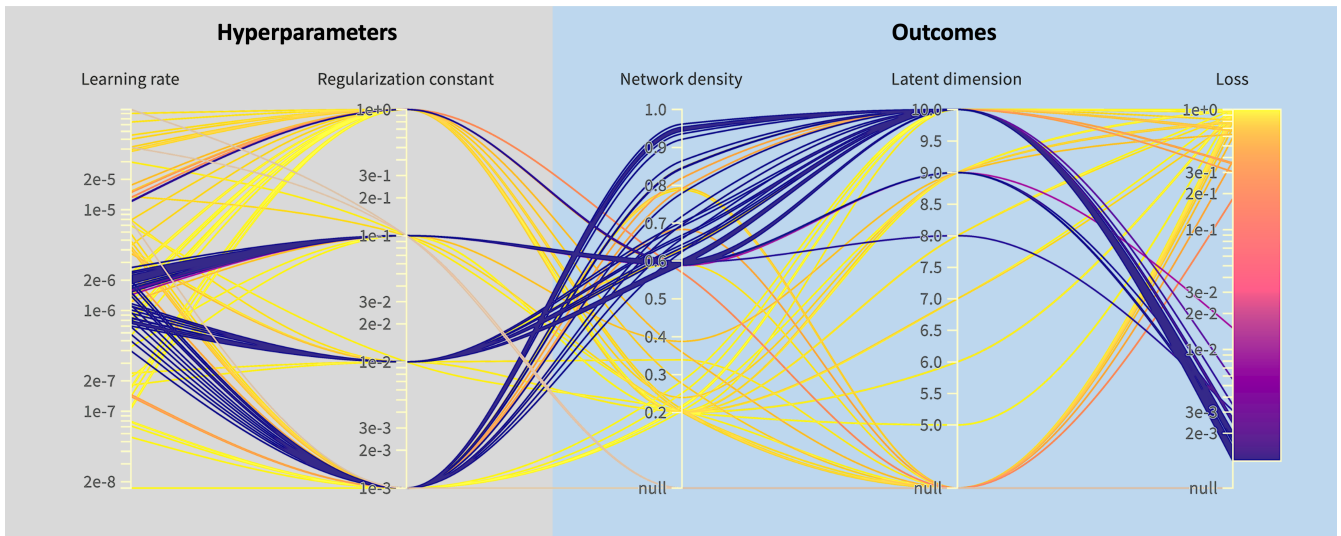 Hyperparameters
Outcomes
Learning rate
Regularization constant
Network density
Latent dimension
Loss
2e-5
1e-5
2e-6
1e-6
2e-7
1e-7
2e-8
1e+0
3e-1
2e-1
1e-1
3e-2
2e-2
1e-2
3e-3
2e-3
1e-3
1.0
0.9
0.8
0.7
0.6
0.5
0.4
0.3
0.2
null
10.0
9.5
9.0
8.5
8.0
7.5
7.0
6.5
6.0
5.5
5.0
null
1e+0
3e-1
2e-1
1e-1
3e-2
2e-2
1e-2
3e-3
2e-3
null